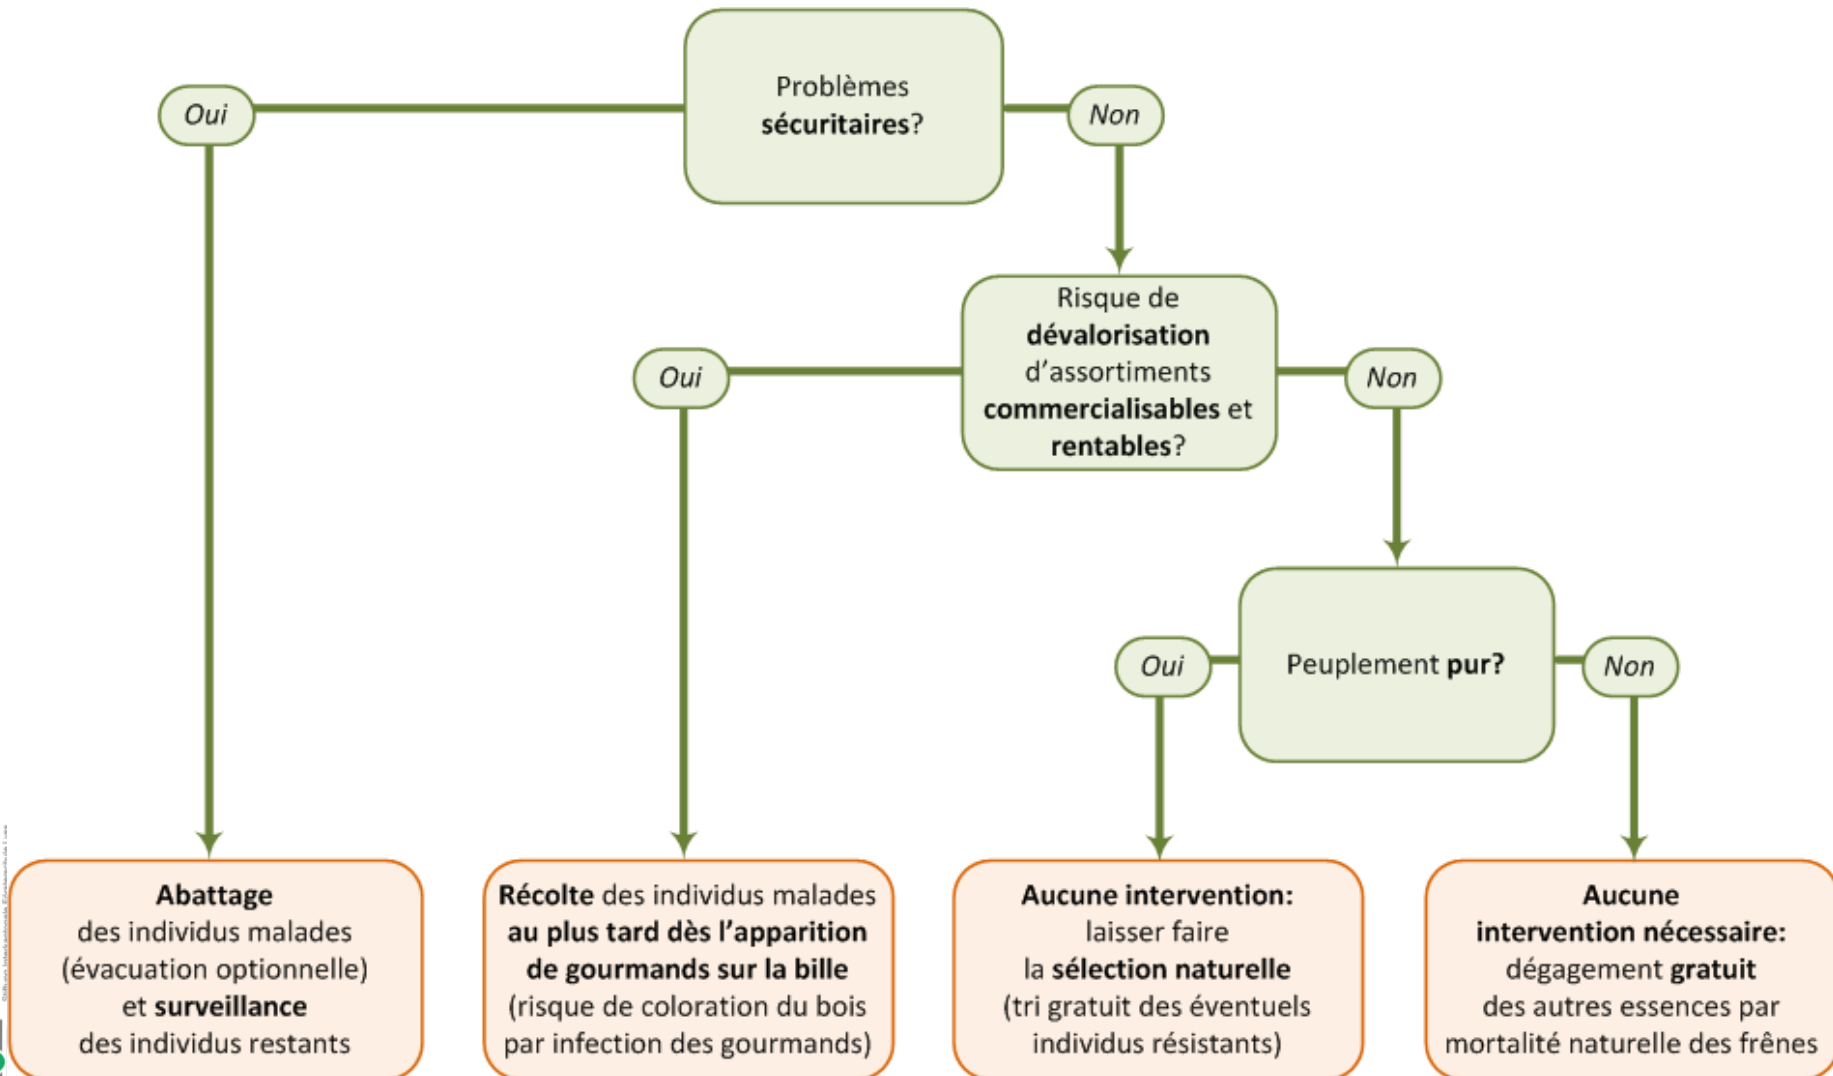 Problèmes
sécuritaires?
Oui
Non
Risque de
dévalorisation
d'assortiments
commercialisables et
rentables?
Oui
Non
Peuplement pur?
Oui
Non
Abattage
des individus malades
(évacuation optionnelle)
et surveillance
des individus restants
Récolte des individus malades
au plus tard dès l'apparition
de gourmands sur la bille
(risque de coloration du bois
par infection des gourmands)
Aucune intervention:
laisser faire
la sélection naturelle
(tri gratuit des éventuels
individus résistants)
Aucune
intervention nécessaire:
dégagement gratuit
des autres essences par
mortalité naturelle des frênes